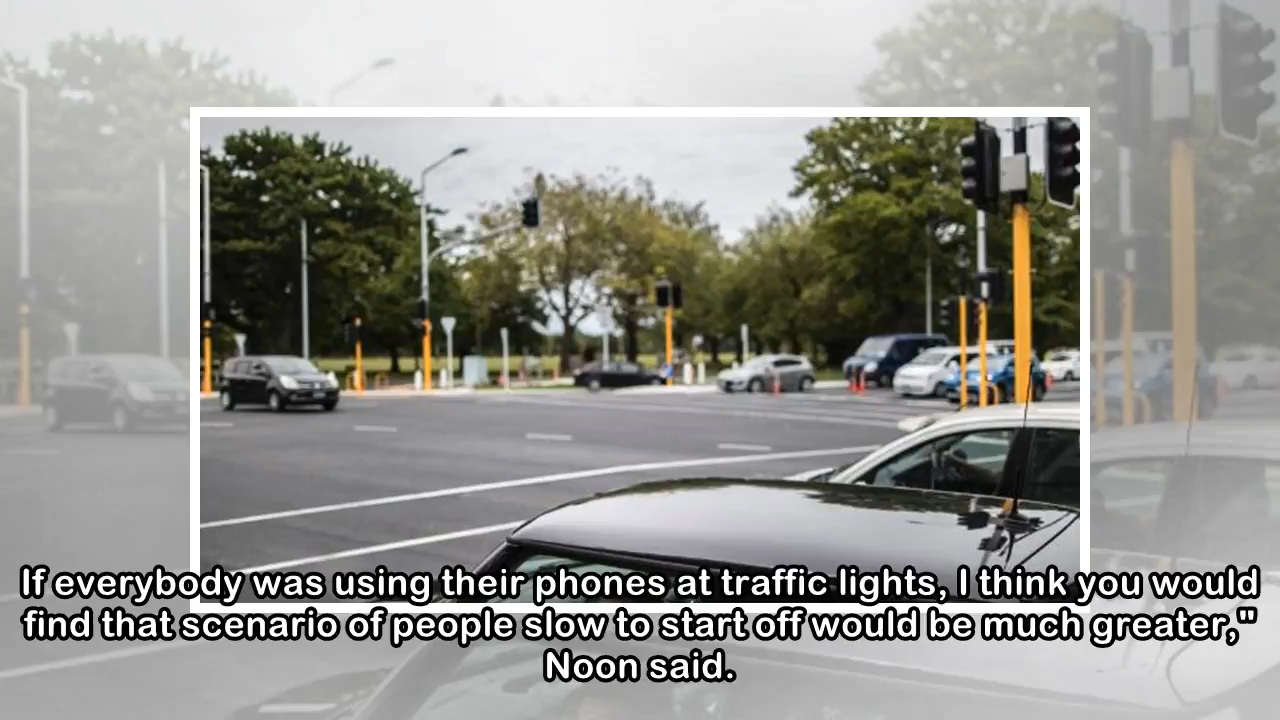 If everybody was using their phones at traffic lights, I think you would
find that scenario of people slow to start off would be much greater,"
Noon said.